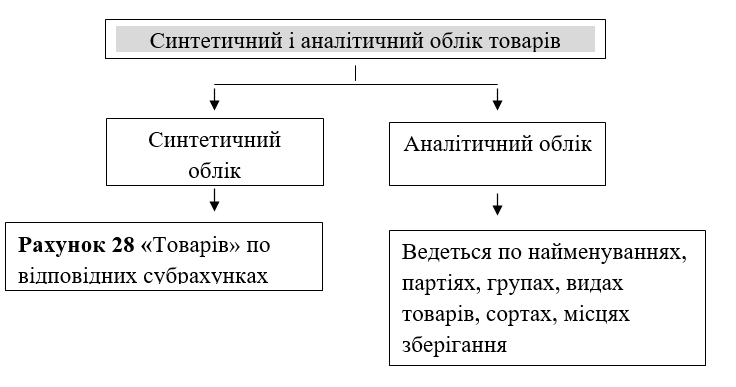 Синтетичний і аналітичний облік товарів
Синтетичний
облік
Аналітичний облік
Рахунок 28 «Товарів» по
відповідних субрахунках
Ведеться по найменуваннях,
партіях, групах, видах
товарів, сортах, місцях
зберігання